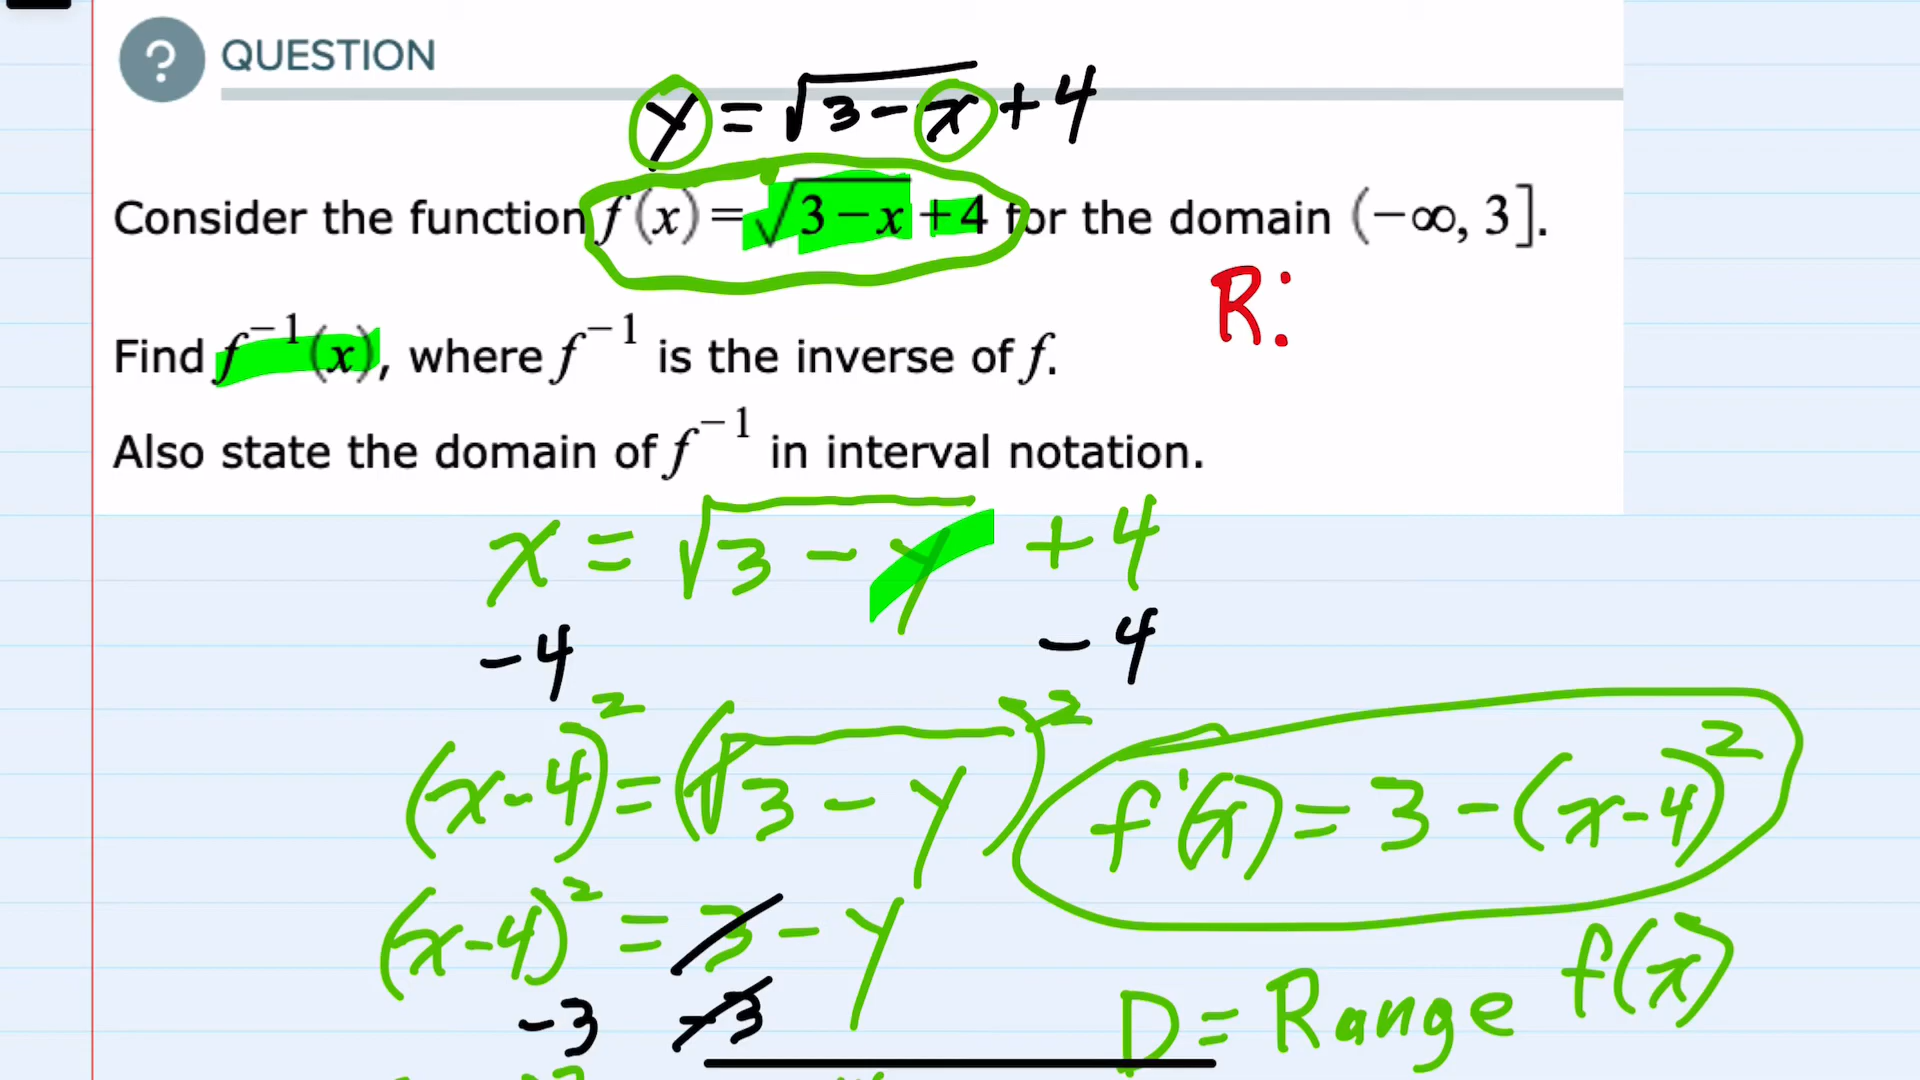 ? QUESTION
y = √3 - x + 4
Consider the function f(x) = √3 - x + 4 for the domain (-∞, 3].
R:
Find f⁻¹(x), where f⁻¹ is the inverse of f.
Also state the domain of f⁻¹ in interval notation.
x = √3 - y + 4
-4 -4
(x-4)² = (√3 - y)²
f⁻¹(x) = 3 - (x-4)²
(x-4)² = 3 - y
-3 -3
D = Range f(x)